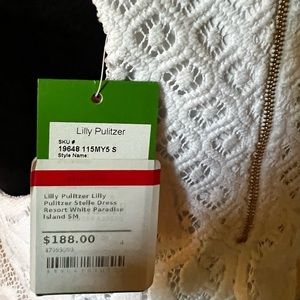 Lilly Pulitzer
SKU #
19648 115MY5 S
Style Name:
Lilly Pulitzer Lilly
Pulitzer Stelle Dress
Resort White Paradise
Island SM
$188.00